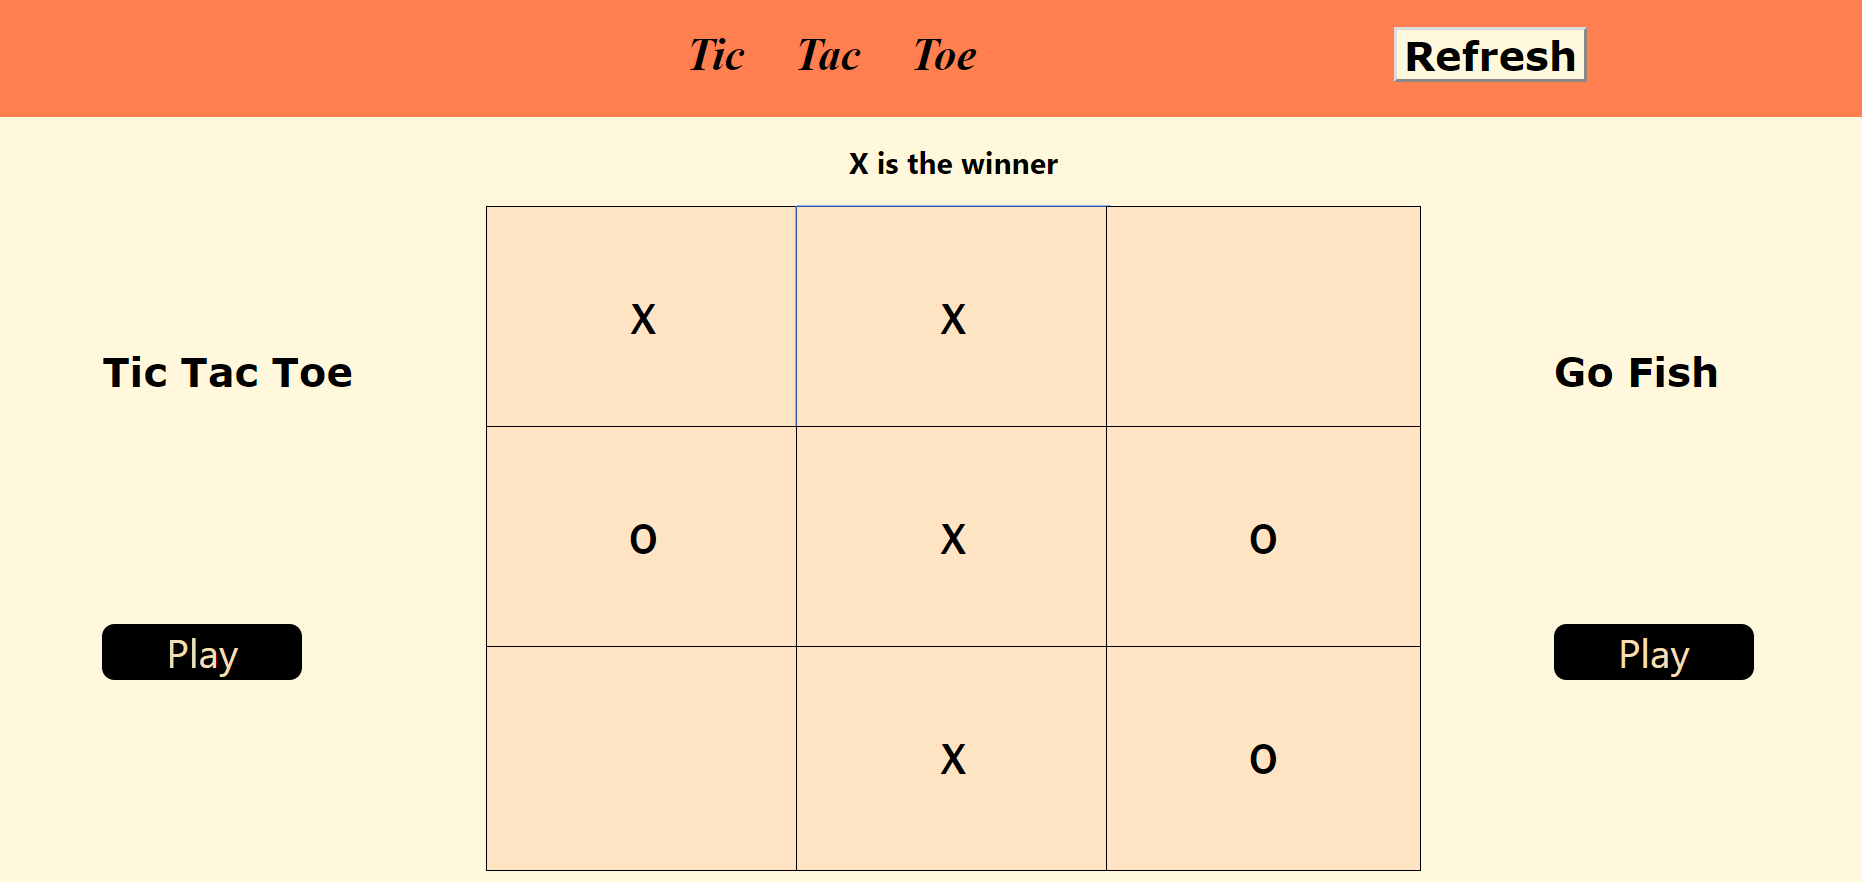 Tic Tac Toe
Refresh
X is the winner
X X
Tic Tac Toe
Go Fish
O X O
Play
Play
X O